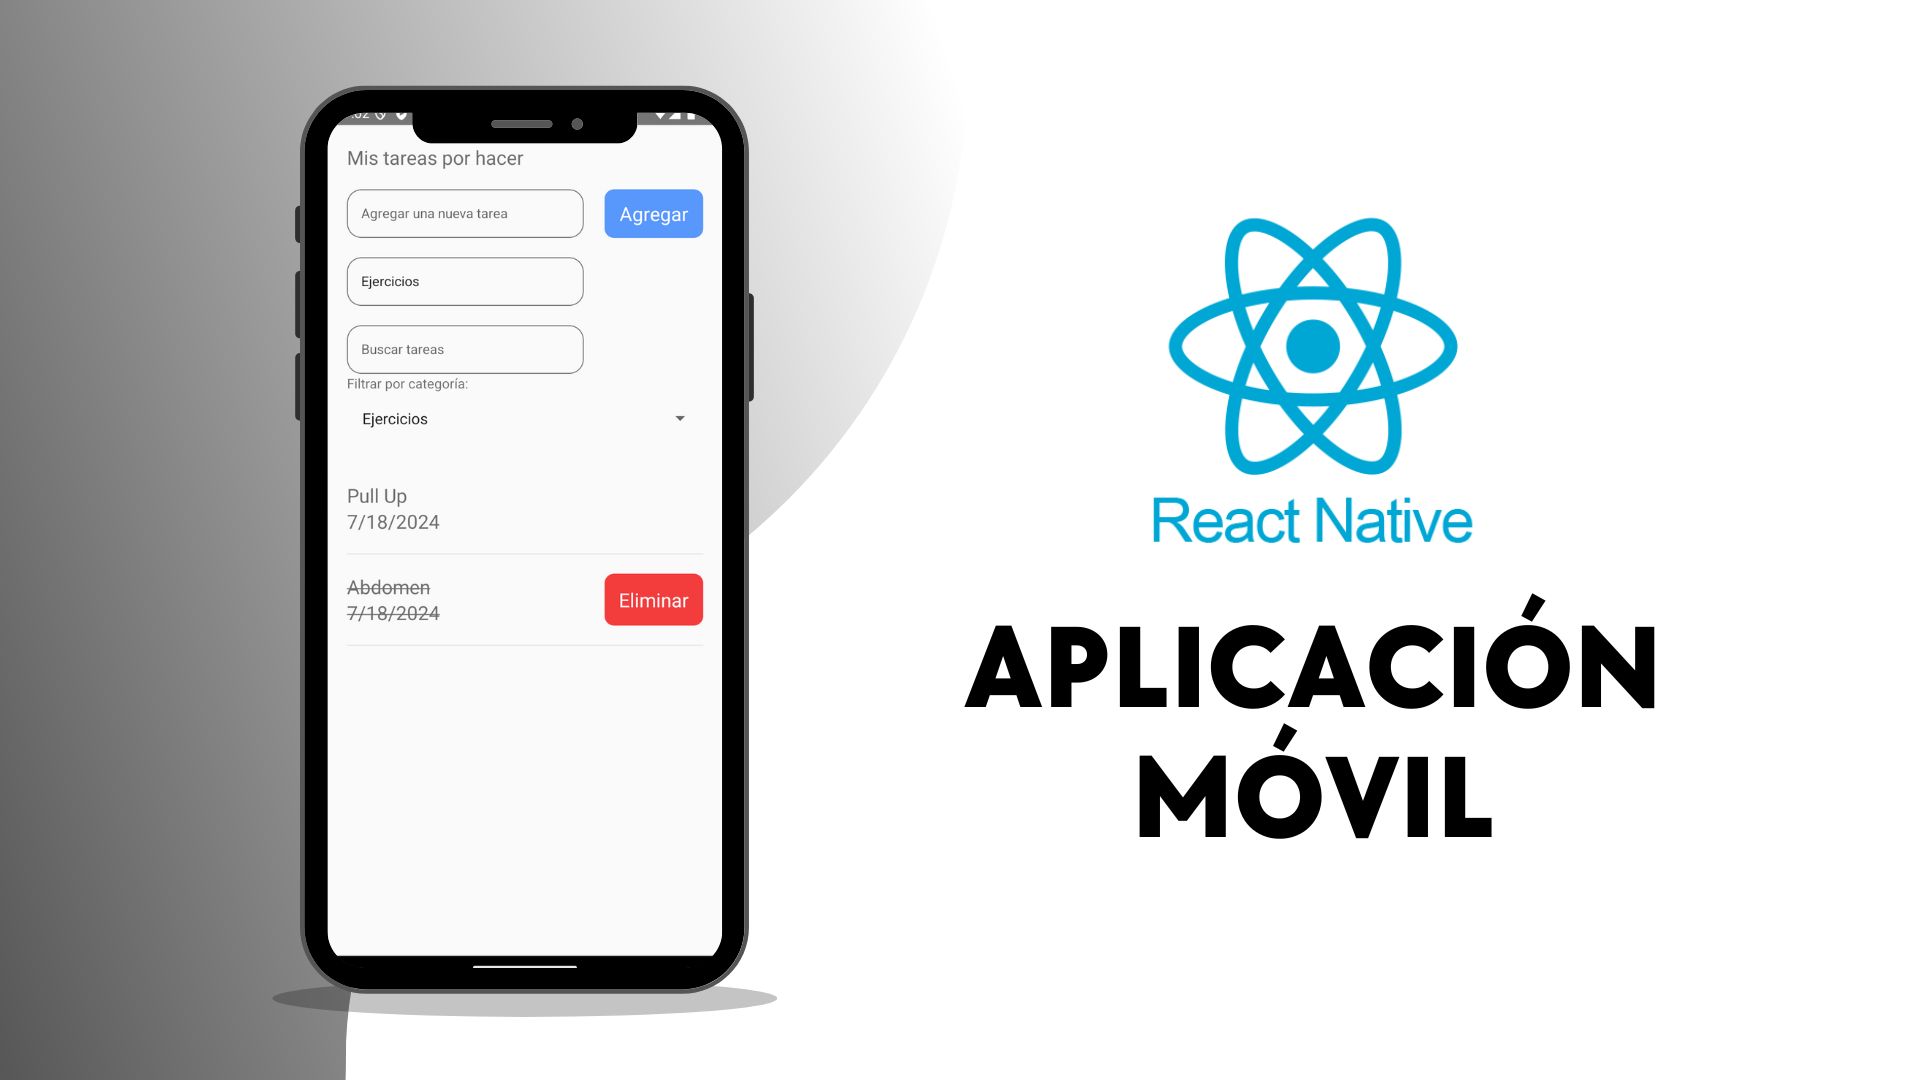 Mis tareas por hacer
Agregar una nueva tarea
Agregar
Ejercicios
Buscar tareas
Filtrar por categoría:
Ejercicios
Pull Up
7/18/2024
Abdomen
7/18/2024
Eliminar
React Native
APLICACIÓN
MÓVIL